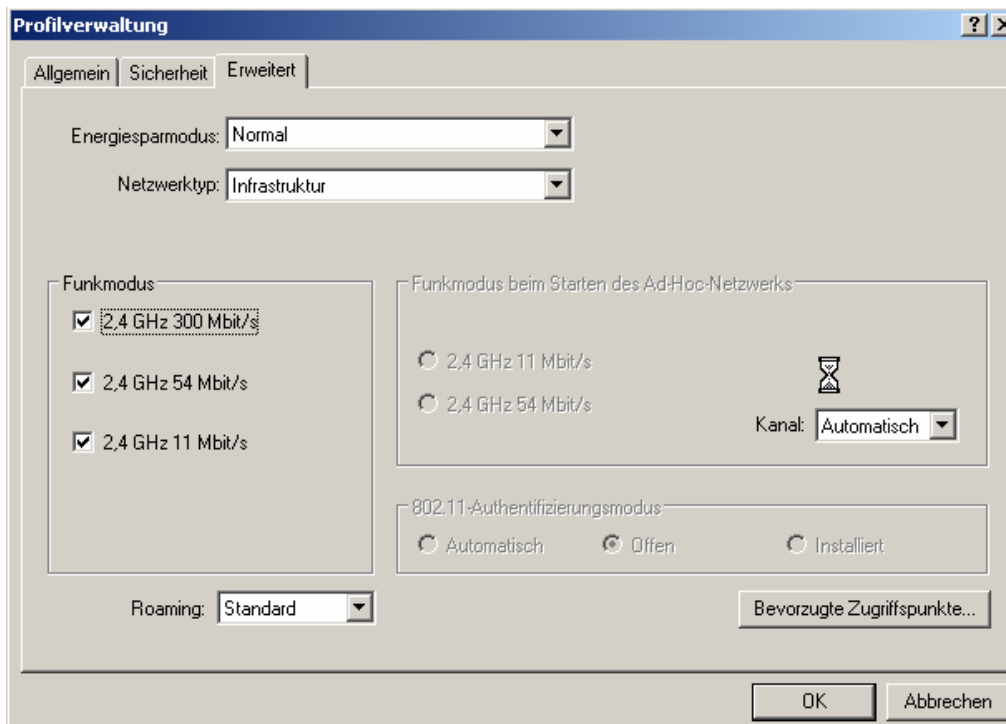 Profilverwaltung
Allgemein Sicherheit Erweitert
Energiesparmodus: Normal
Netzwerktyp: Infrastruktur
Funkmodus
2,4 GHz 300 Mbit/s
2,4 GHz 54 Mbit/s
2,4 GHz 11 Mbit/s
Funkmodus beim Starten des Ad-Hoc-Netzwerks
2,4 GHz 11 Mbit/s
2,4 GHz 54 Mbit/s
Kanal: Automatisch
802.11-Authentifizierungsmodus
Automatisch Offen Installiert
Roaming: Standard
Bevorzugte Zugriffspunkte...
OK Abbrechen